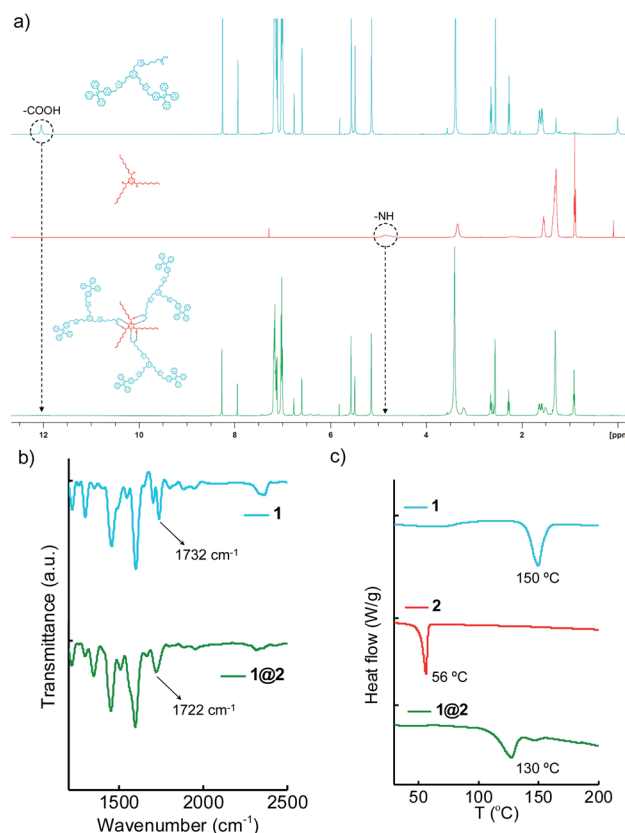 a)
-COOH
-NH
12 10 8 6 4 2 [ppm
b)
Transmittance (a.u.)
1
1732 cm-1
1@2
1722 cm-1
1500 2000 2500
Wavenumber (cm-1)
c)
Heat flow (W/g)
1
150 ºC
2
56 ºC
1@2
130 ºC
50 100 150 200
T (ºC)